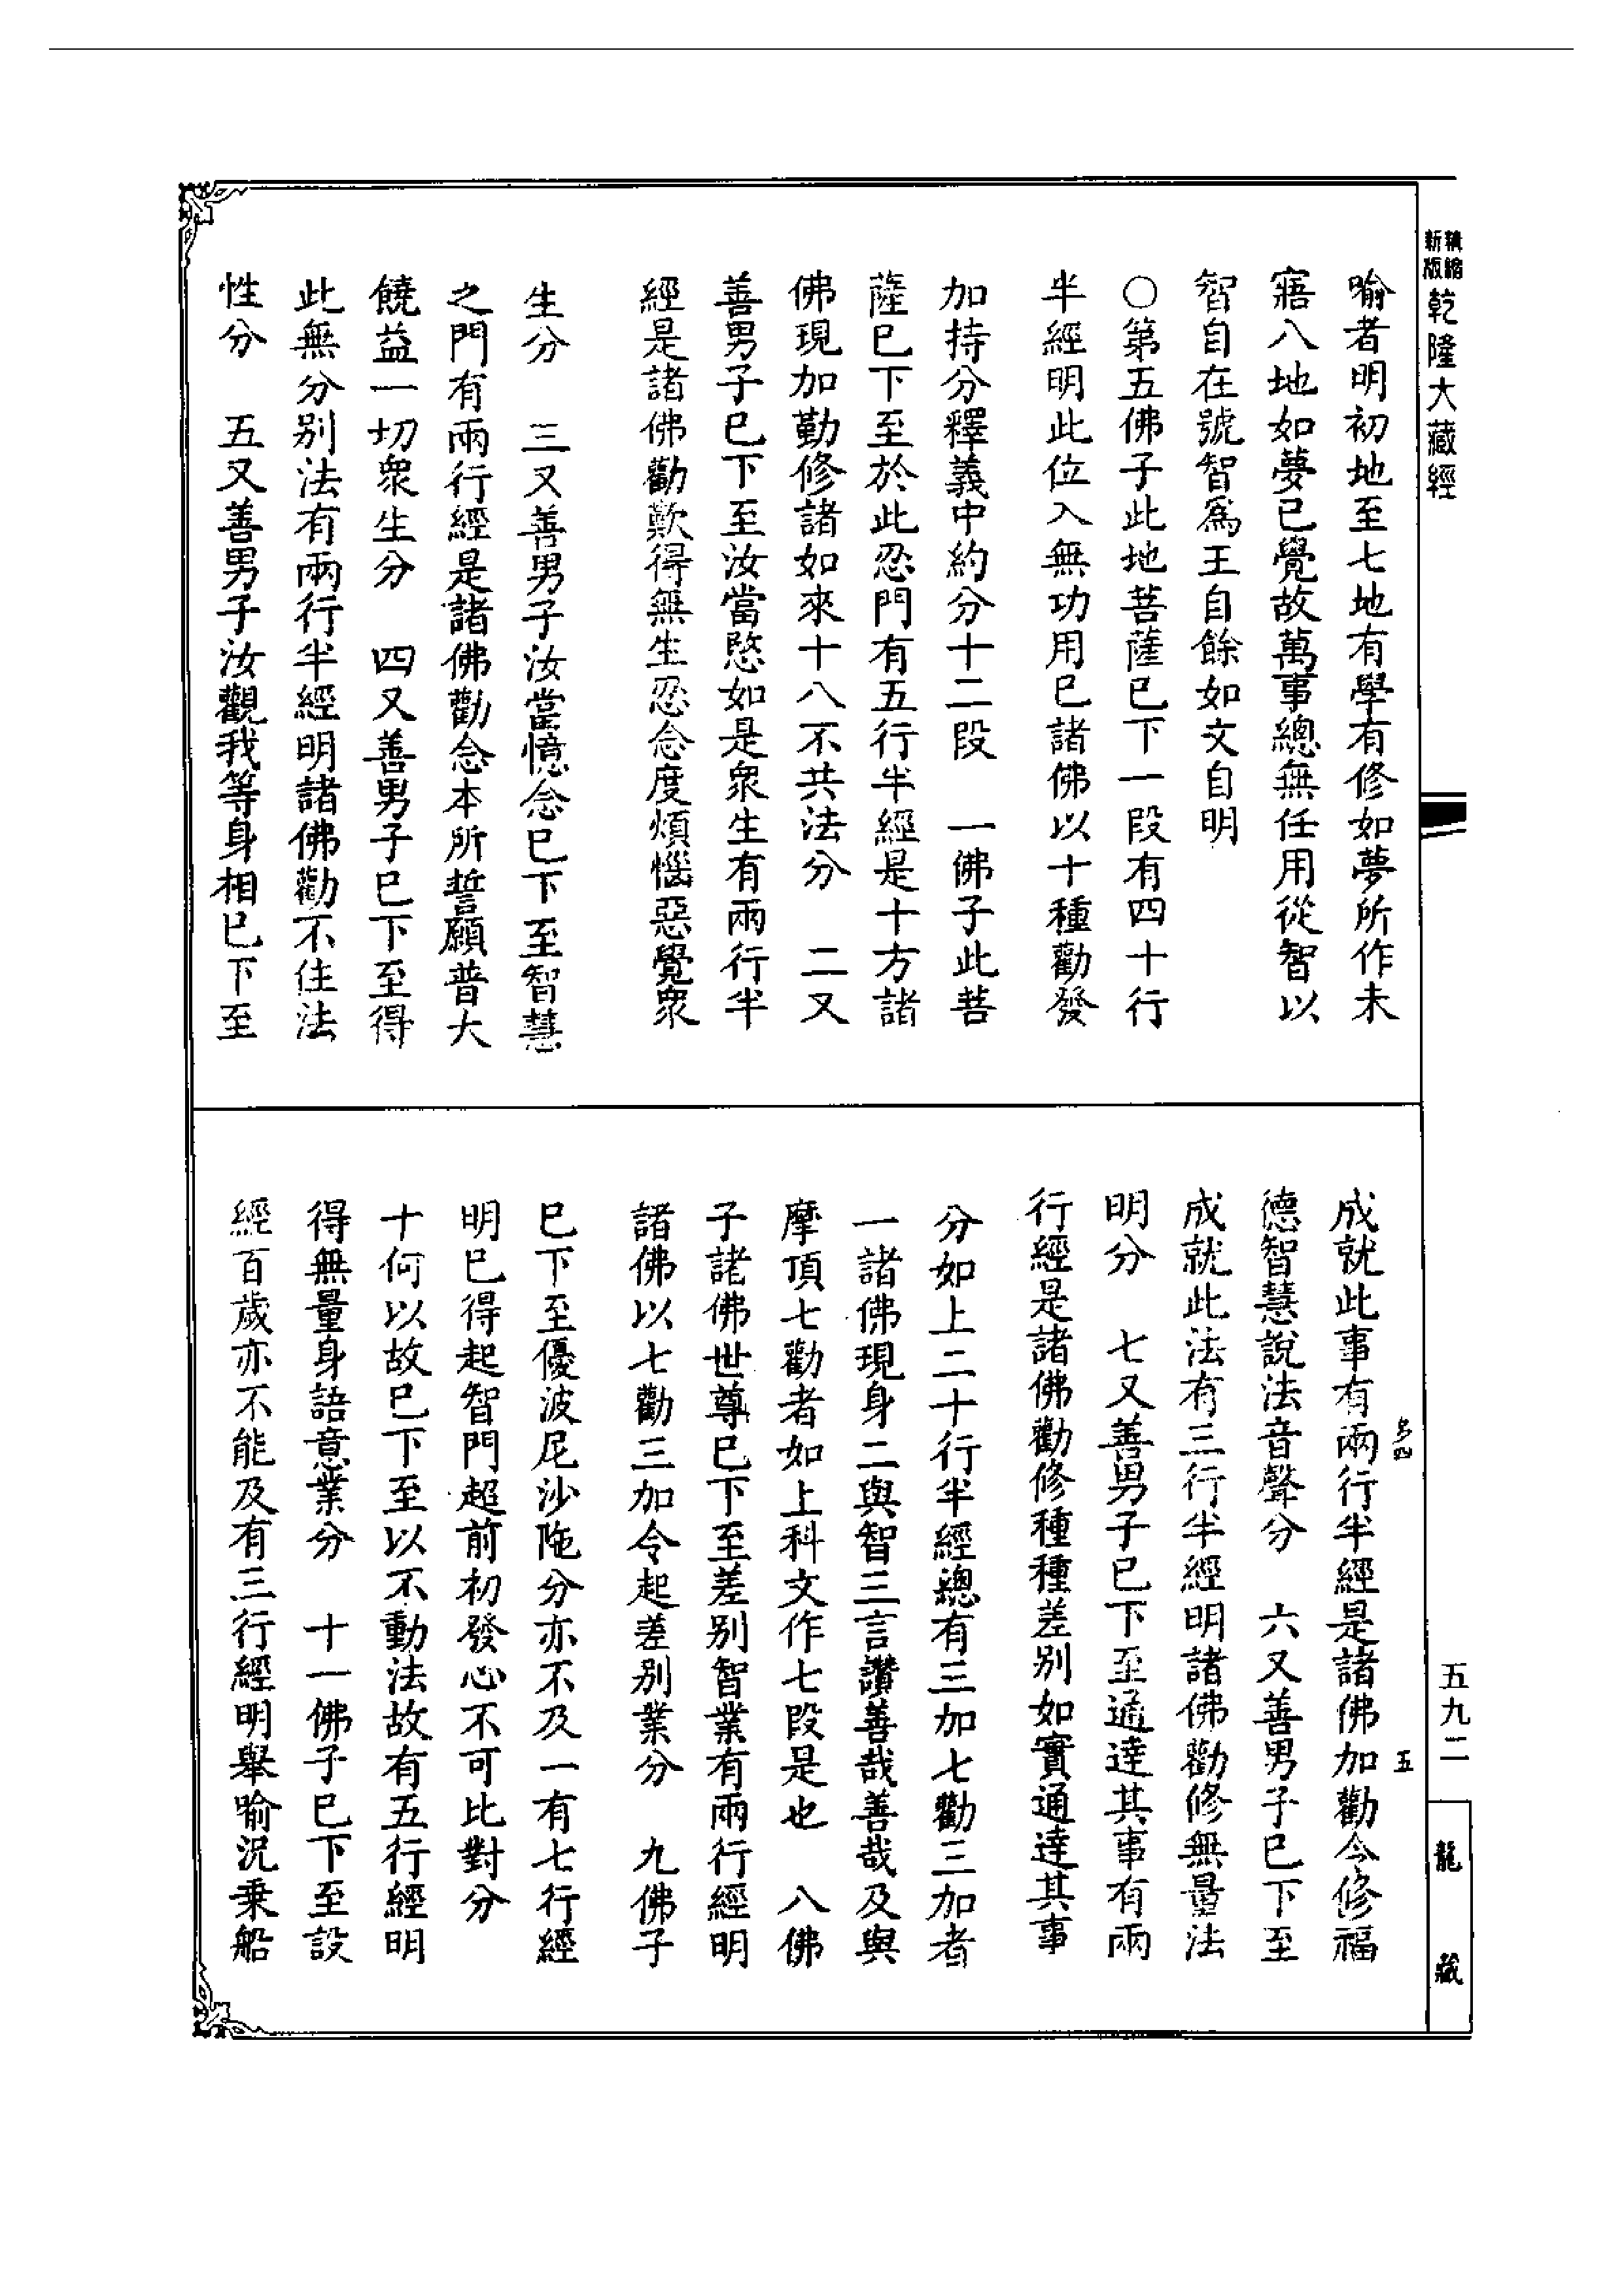 精縮
新版
乾隆大藏經
喻者明初地至七地有學有修如夢所作未
寤八地如夢已覺故萬事總無任用從智以
智自在號智爲王自餘如文自明
○第五佛子此地菩薩已下一段有四十行
半經明此位入無功用已諸佛以十種勸發
加持分釋義中約分十二段　一佛子此菩
薩已下至於此忍門有五行半經是十方諸
佛現加勤修諸如來十八不共法分　二又
善男子已下至汝當愍如是衆生有兩行半
經是諸佛勸歎得無生忍念度煩惱惡覺衆
生分　三又善男子汝當憶念已下至智慧
之門有兩行經是諸佛勸念本所誓願普大
饒益一切衆生分　四又善男子已下至得
此無分别法有兩行半經明諸佛勸不住法
性分　五又善男子汝觀我等身相已下至
成就此事有兩行半經是諸佛加勸令修福
德智慧說法音聲分　六又善男子已下至
成就此法有三行半經明諸佛勸修無量法
明分　七又善男子已下至通達其事有兩
行經是諸佛勸修種種差别如實通達其事
分如上二十行半經總有三加七勸三加者
一諸佛現身二與智三言讚善哉善哉及與
摩頂七勸者如上科文作七段是也　八佛
子諸佛世尊已下至差别智業有兩行經明
諸佛以七勸三加令起差别業分　九佛子
已下至優波尼沙陁分亦不及一有七行經
明已得起智門超前初發心不可比對分
十何以故已下至以不動法故有五行經明
得無量身語意業分　十一佛子已下至設
經百歲亦不能及有三行經明舉喻況乘船
五
五九二
龍藏